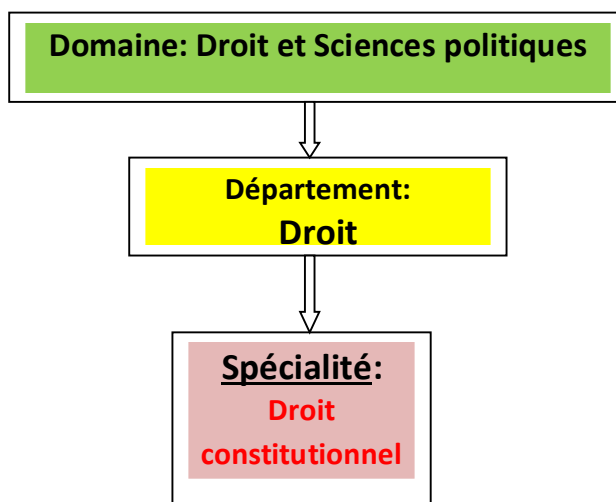 Domaine: Droit et Sciences politiques
Département:
Droit
Spécialité:
Droit
constitutionnel